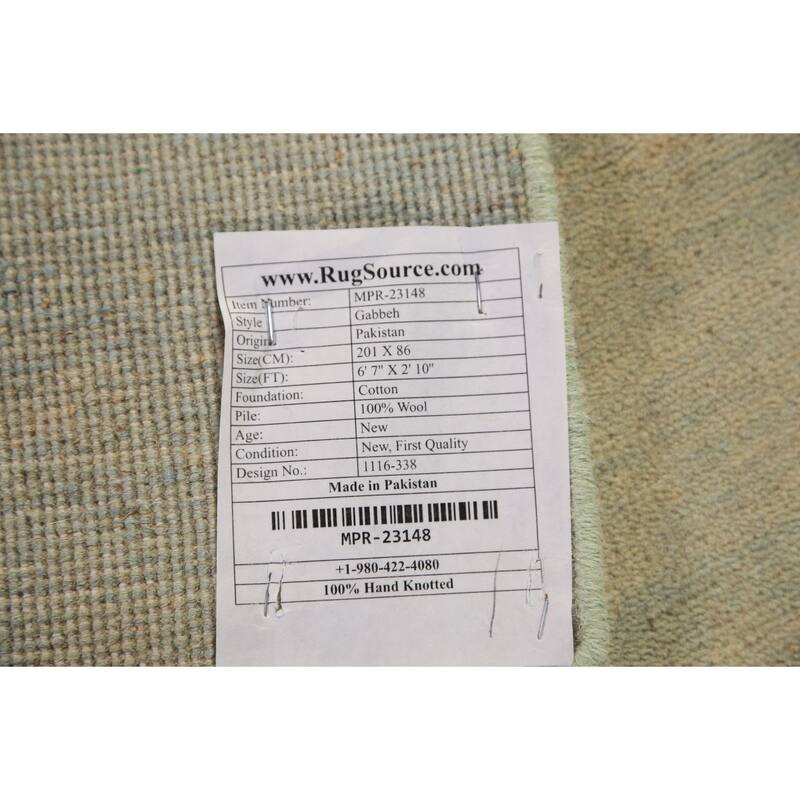 www.RugSource.com
Item Number: MPR-23148
Style Gabbeh
Origin: Pakistan
Size(CM): 201 X 86
Size(FT): 6' 7" X 2' 10"
Foundation: Cotton
Pile: 100% Wool
Age: New
Condition: New, First Quality
Design No.: 1116-338
Made in Pakistan
MPR-23148
+1-980-422-4080
100% Hand Knotted